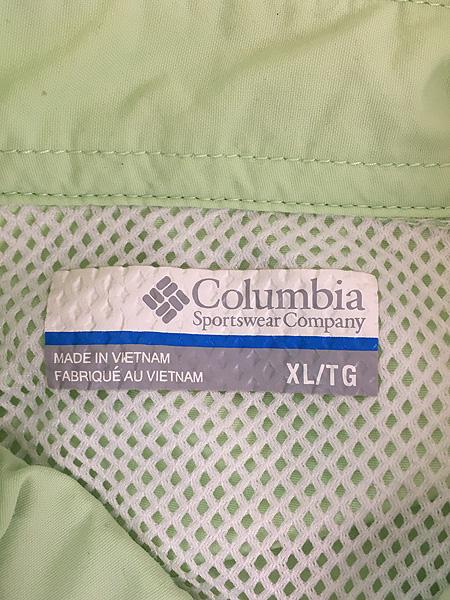 Columbia
Sportswear Company
MADE IN VIETNAM
FABRIQUÉ AU VIETNAM
XL/TG